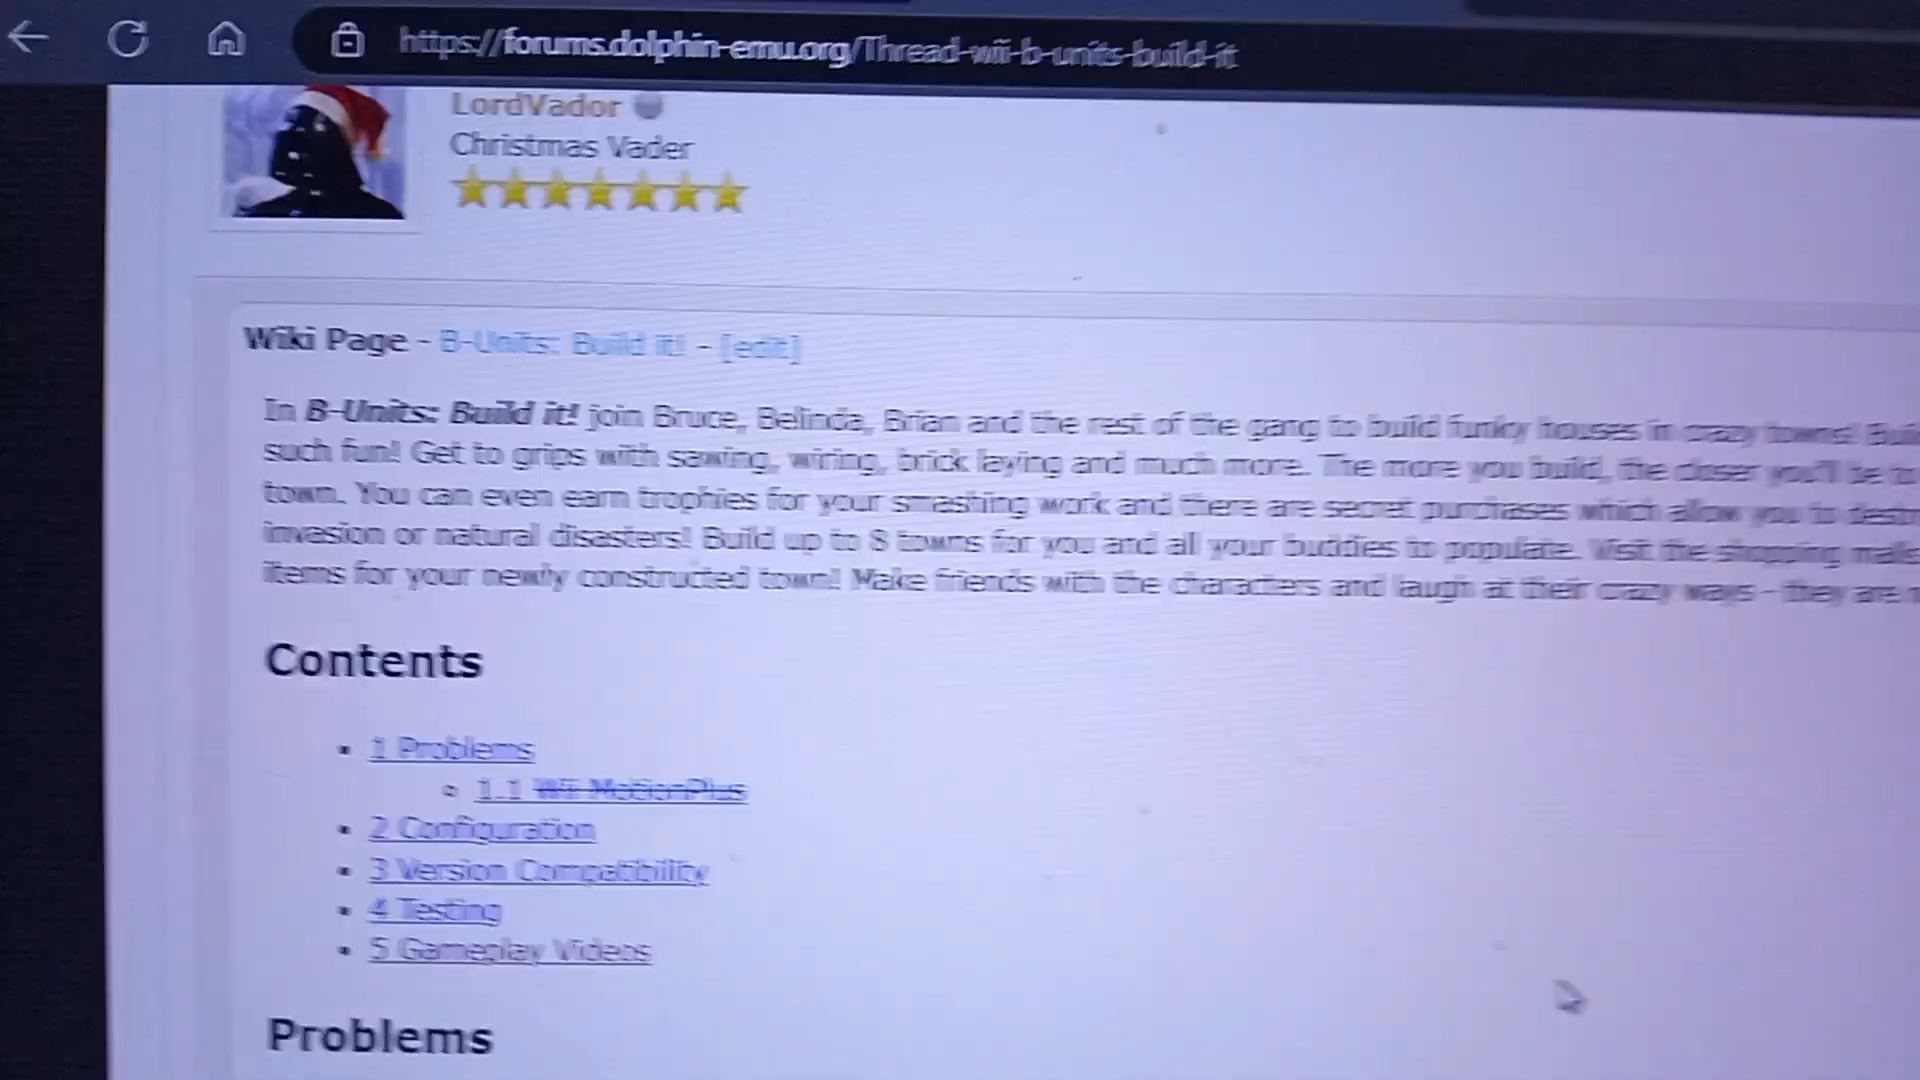 https://forums.dolphin-emu.org/Thread-wii-b-units-build-it
LordVador
Christmas Vader
Wiki Page - B-Units: Build it! - [edit]
In B-Units: Build it! join Bruce, Belinda, Brian and the rest of the gang to build funky houses in crazy towns!
such fun! Get to grips with sawing, wiring, brick laying and much more. The more you build, the closer you'll be to
town. You can even earn trophies for your smashing work and there are secret purchases which allow you to
invasion or natural disasters! Build up to 8 towns for you and all your buddies to populate. Visit the shopping malls
items for your newly constructed town! Make friends with the characters and laugh at their crazy ways - they are
Contents
1 Problems
1.1 Wii MotionPlus
2 Configuration
3 Version Compatibility
4 Testing
5 Gameplay Videos
Problems